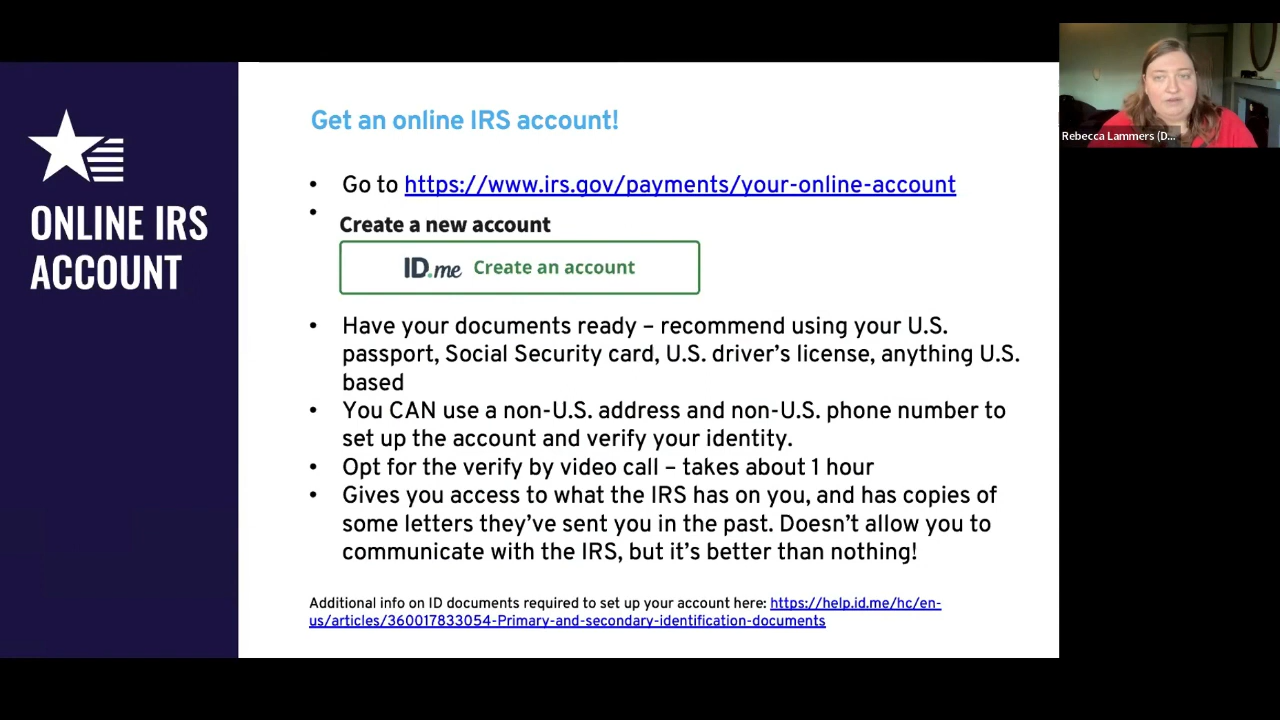 ONLINE IRS
ACCOUNT
Get an online IRS account!
• Go to https://www.irs.gov/payments/your-online-account
•
Create a new account
ID.me Create an account
• Have your documents ready – recommend using your U.S.
passport, Social Security card, U.S. driver's license, anything U.S.
based
• You CAN use a non-U.S. address and non-U.S. phone number to
set up the account and verify your identity.
• Opt for the verify by video call – takes about 1 hour
• Gives you access to what the IRS has on you, and has copies of
some letters they've sent you in the past. Doesn't allow you to
communicate with the IRS, but it's better than nothing!
Additional info on ID documents required to set up your account here: https://help.id.me/hc/en-
us/articles/360017833054-Primary-and-secondary-identification-documents
Rebecca Lammers (D...